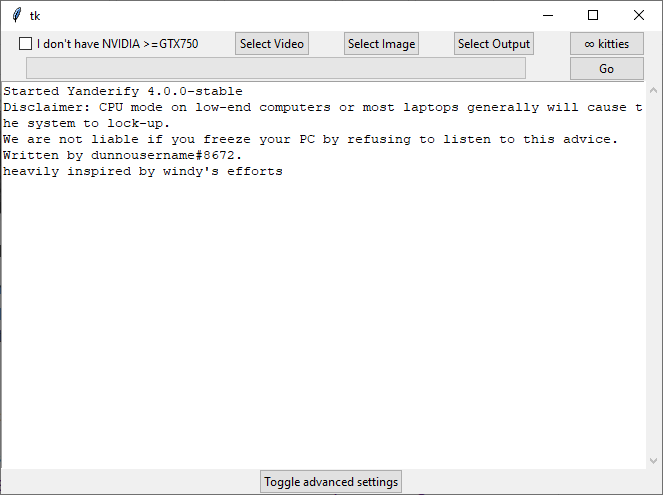 tk
I don't have NVIDIA >=GTX750
Select Video
Select Image
Select Output
∞ kitties
Go
Started Yanderify 4.0.0-stable
Disclaimer: CPU mode on low-end computers or most laptops generally will cause t
he system to lock-up.
We are not liable if you freeze your PC by refusing to listen to this advice.
Written by dunnousername#8672.
heavily inspired by windy's efforts
Toggle advanced settings